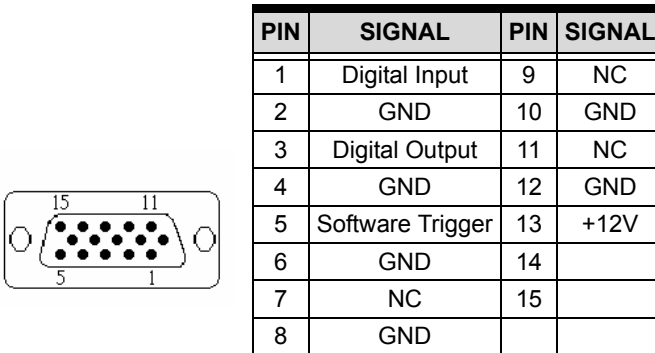 PIN SIGNAL PIN SIGNAL
1 Digital Input 9 NC
2 GND 10 GND
3 Digital Output 11 NC
4 GND 12 GND
5 Software Trigger 13 +12V
6 GND 14
7 NC 15
8 GND
15 11
5 1